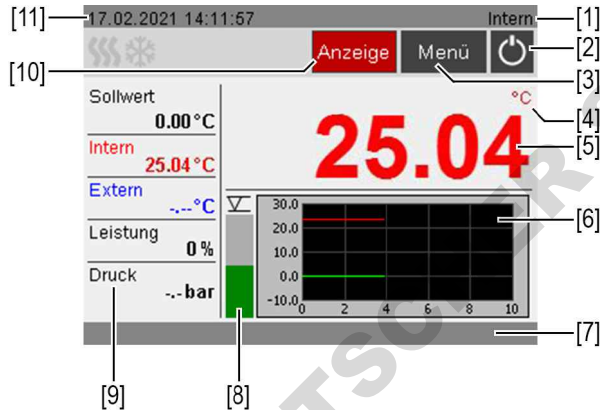 [11] 17.02.2021 14:11:57 Intern [1]
[10] Anzeige Menü [2]
[3]
Sollwert
0.00 °C
°C [4]
25.04 [5]
Intern
25.04 °C
Extern
-.-- °C
Leistung
0 %
Druck
-.- bar
30.0
20.0
10.0
0.0
-10.0
0 2 4 6 8 10
[6]
[7]
[9] [8]